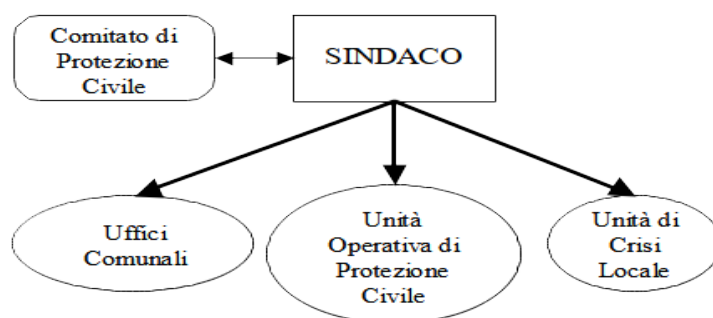 Comitato di
Protezione
Civile
SINDACO
Uffici
Comunali
Unità
Operativa di
Protezione
Civile
Unità di
Crisi
Locale